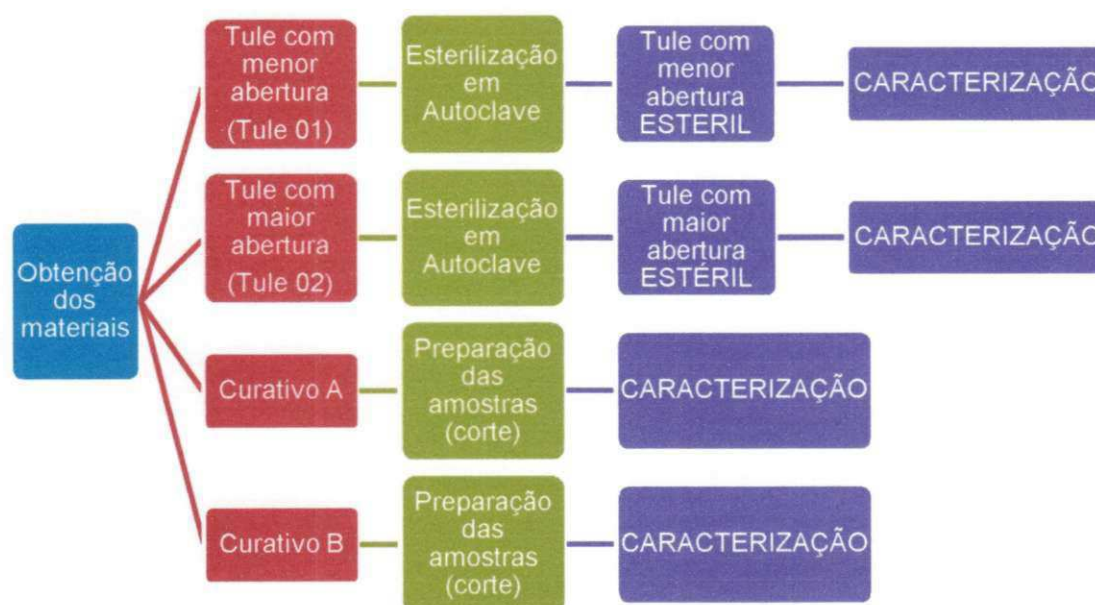 Obtenção
dos
materiais
Tule com
menor
abertura
(Tule 01)
Esterilização
em
Autoclave
Tule com
menor
abertura
ESTERIL
CARACTERIZAÇÃO
Tule com
maior
abertura
(Tule 02)
Esterilização
em
Autoclave
Tule com
maior
abertura
ESTÉRIL
CARACTERIZAÇÃO
Curativo A
Preparação
das
amostras
(corte)
CARACTERIZAÇÃO
Curativo B
Preparação
das
amostras
(corte)
CARACTERIZAÇÃO